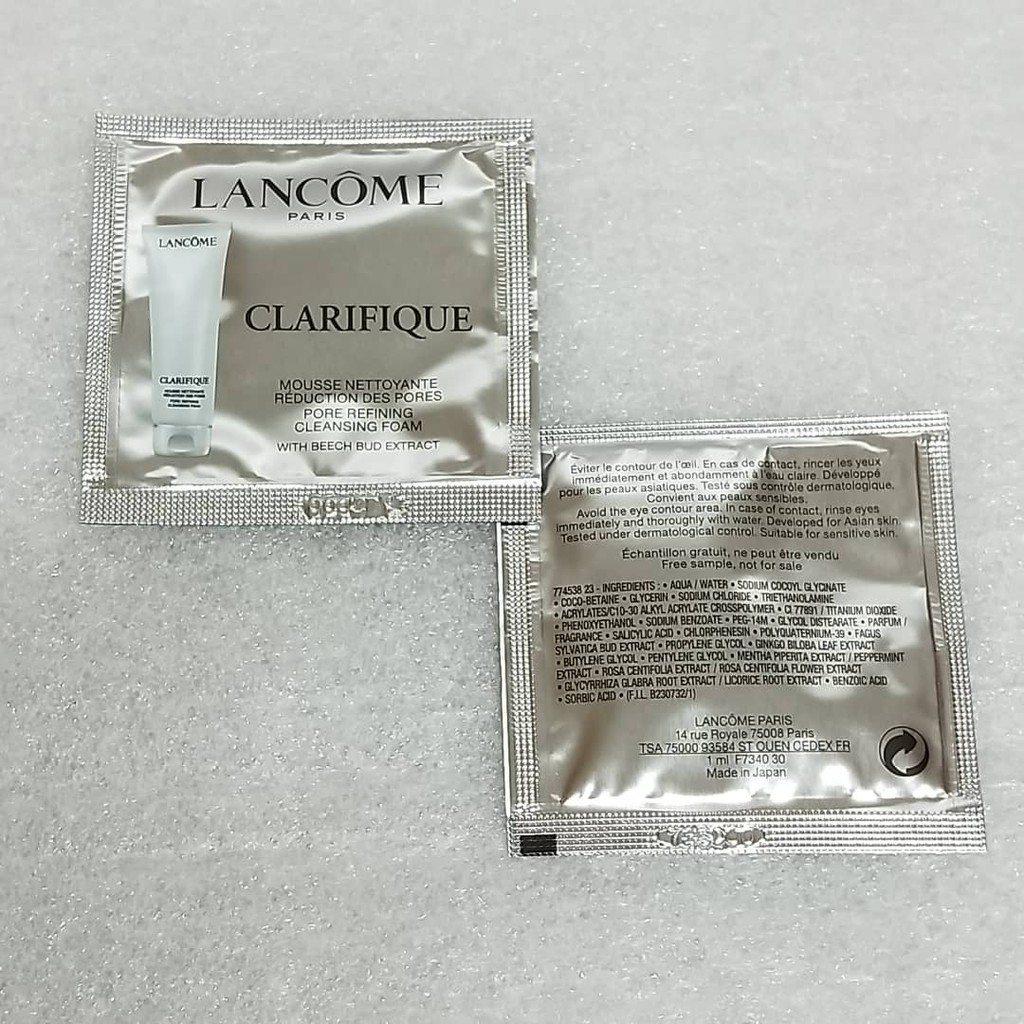 LANCÔME
PARIS
LANCÔME
CLARIFIQUE
MOUSSE NETTOYANTE
RÉDUCTION DES PORES
PORE REFINING
CLEANSING FOAM
CLARIFIQUE
MOUSSE NETTOYANTE
RÉDUCTION DES PORES
PORE REFINING
CLEANSING FOAM
WITH BEECH BUD EXTRACT
Éviter le contour de l'œil. En cas de contact, rincer les yeux
immédiatement et abondamment à l'eau claire. Développé
pour les peaux asiatiques. Testé sous contrôle dermatologique.
Convient aux peaux sensibles.
Avoid the eye contour area. In case of contact, rinse eyes
immediately and thoroughly with water. Developed for Asian skin.
Tested under dermatological control. Suitable for sensitive skin.
Échantillon gratuit, ne peut être vendu
Free sample, not for sale
774538 23 - INGREDIENTS : • AQUA / WATER • SODIUM COCOYL GLYCINATE
• COCO-BETAINE • GLYCERIN • SODIUM CHLORIDE • TRIETHANOLAMINE
• ACRYLATES/C10-30 ALKYL ACRYLATE CROSSPOLYMER • CI 77891 / TITANIUM DIOXIDE
• PHENOXYETHANOL • SODIUM BENZOATE • PEG-14M • GLYCOL DISTEARATE • PARFUM /
FRAGRANCE • SALICYLIC ACID • CHLORPHENESIN • POLYQUATERNIUM-39 • FAGUS
SYLVATICA BUD EXTRACT • PROPYLENE GLYCOL • GINKGO BILOBA LEAF EXTRACT
• BUTYLENE GLYCOL • PENTYLENE GLYCOL • MENTHA PIPERITA EXTRACT / PEPPERMINT
EXTRACT • ROSA CENTIFOLIA EXTRACT / ROSA CENTIFOLIA FLOWER EXTRACT
• GLYCYRRHIZA GLABRA ROOT EXTRACT / LICORICE ROOT EXTRACT • BENZOIC ACID
• SORBIC ACID • (F.I.L. B230732/1)
LANCÔME PARIS
14 rue Royale 75008 Paris
TSA 75000 93584 ST OUEN CEDEX FR
1 ml F7340 30
Made in Japan